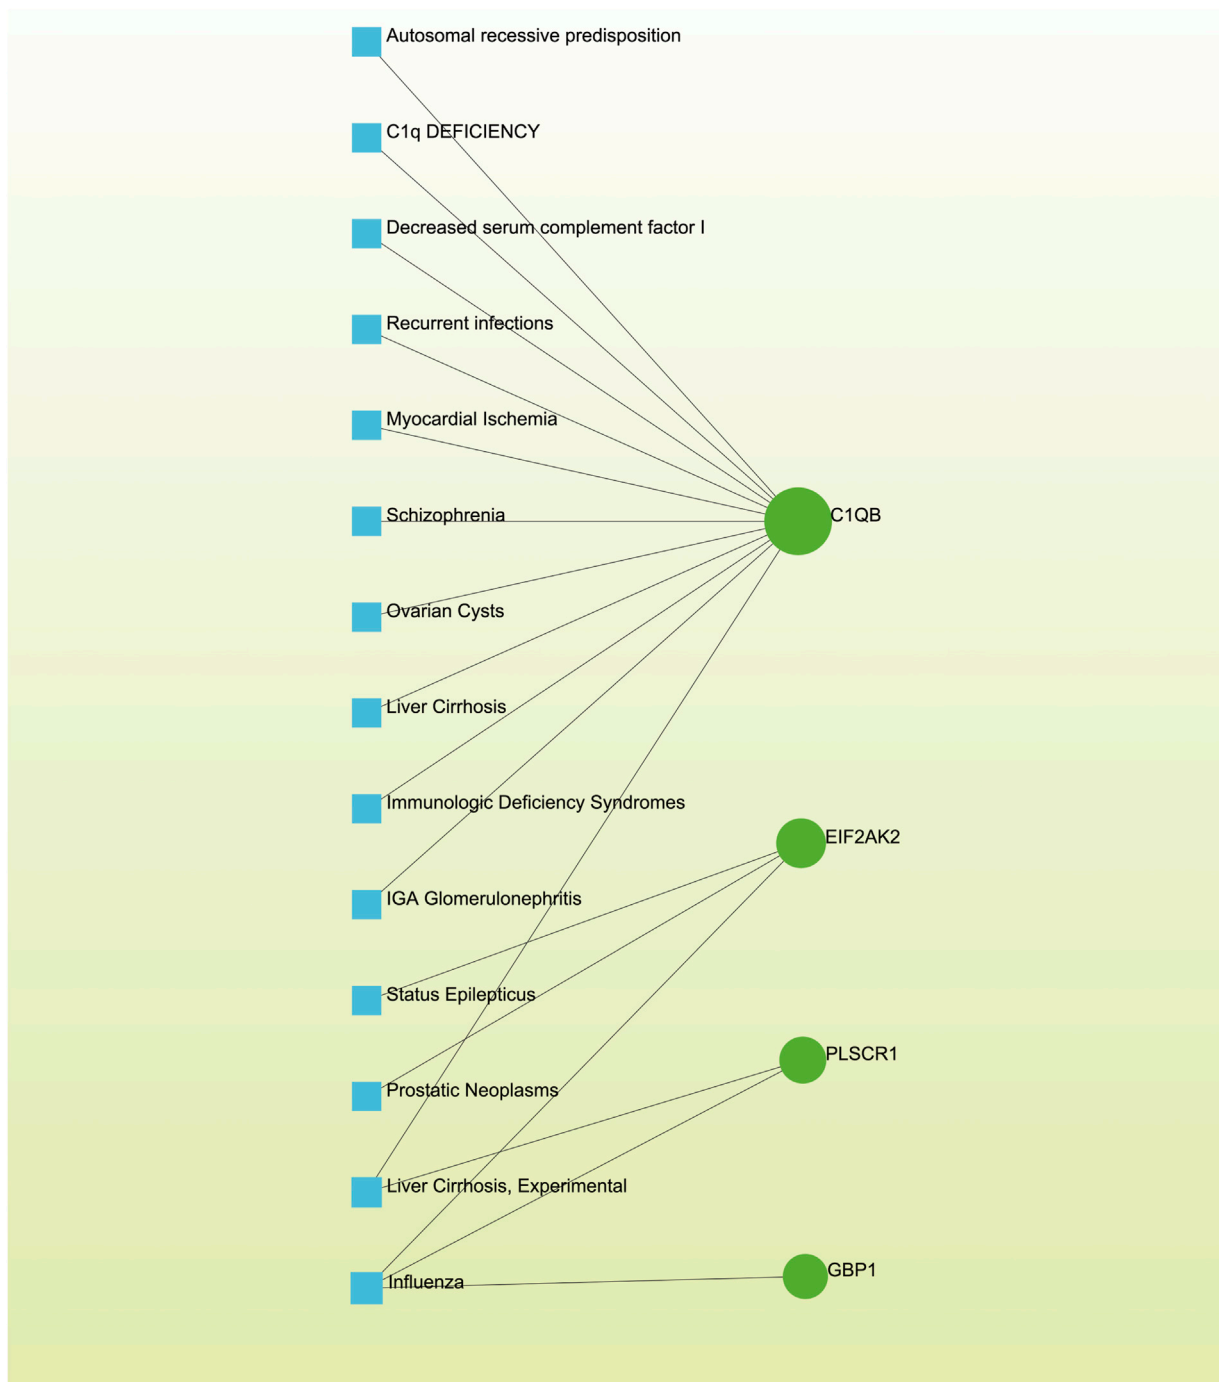 Autosomal recessive predisposition
C1q DEFICIENCY
Decreased serum complement factor I
Recurrent infections
Myocardial Ischemia
Schizophrenia
C1QB
Ovarian Cysts
Liver Cirrhosis
Immunologic Deficiency Syndromes
EIF2AK2
IGA Glomerulonephritis
Status Epilepticus
PLSCR1
Prostatic Neoplasms
Liver Cirrhosis, Experimental
GBP1
Influenza